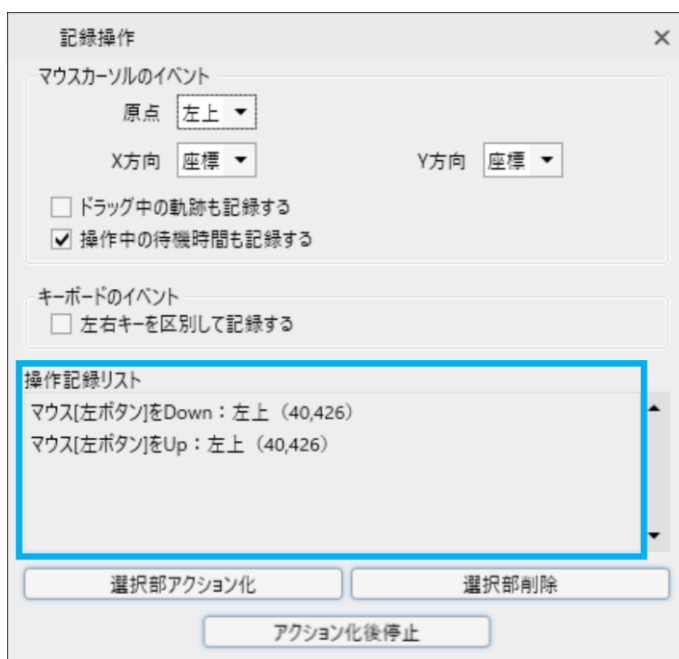 記録操作
マウスカーソルのイベント
原点 左上
X方向 座標 Y方向 座標
ドラッグ中の軌跡も記録する
操作中の待機時間も記録する
キーボードのイベント
左右キーを区別して記録する
操作記録リスト
マウス[左ボタン]をDown：左上（40,426）
マウス[左ボタン]をUp：左上（40,426）
選択部アクション化 選択部削除
アクション化後停止